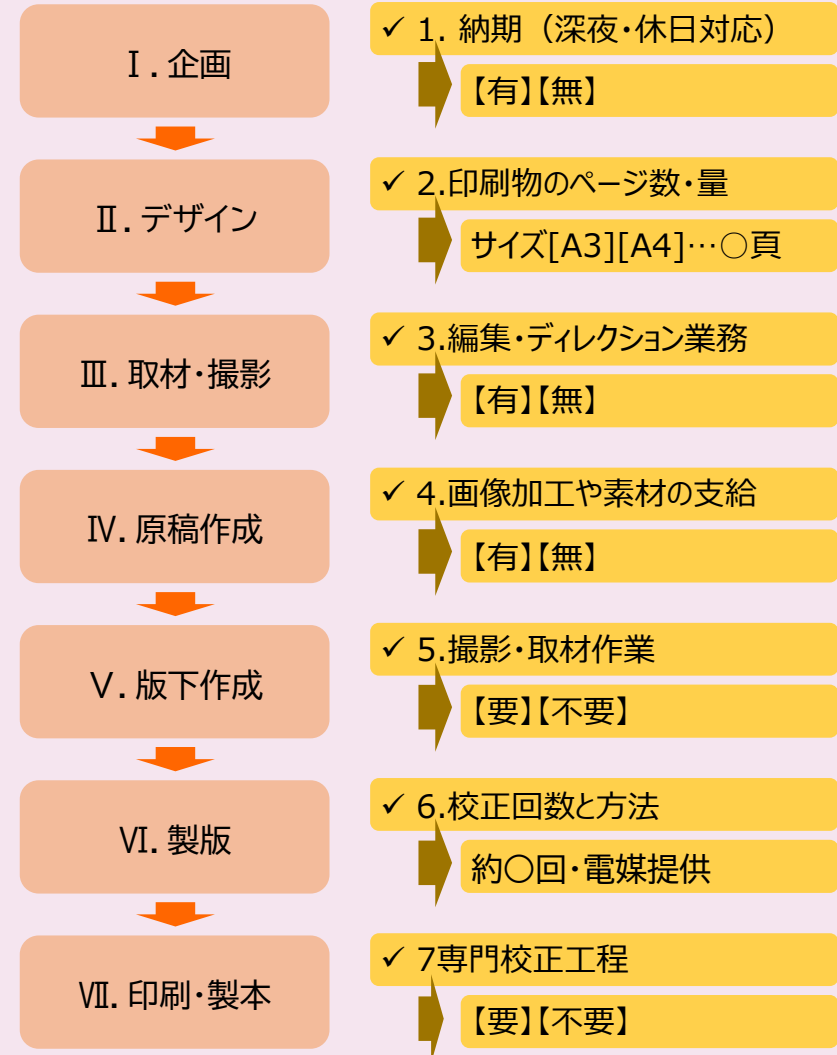 Ⅰ.企画
✓ 1. 納期（深夜・休日対応）
【有】【無】
Ⅱ.デザイン
✓ 2.印刷物のページ数・量
サイズ[A3][A4]…○頁
Ⅲ.取材・撮影
✓ 3.編集・ディレクション業務
【有】【無】
Ⅳ.原稿作成
✓ 4.画像加工や素材の支給
【有】【無】
Ⅴ.版下作成
✓ 5.撮影・取材作業
【要】【不要】
Ⅵ.製版
✓ 6.校正回数と方法
約○回・電媒提供
Ⅶ.印刷・製本
✓ 7専門校正工程
【要】【不要】